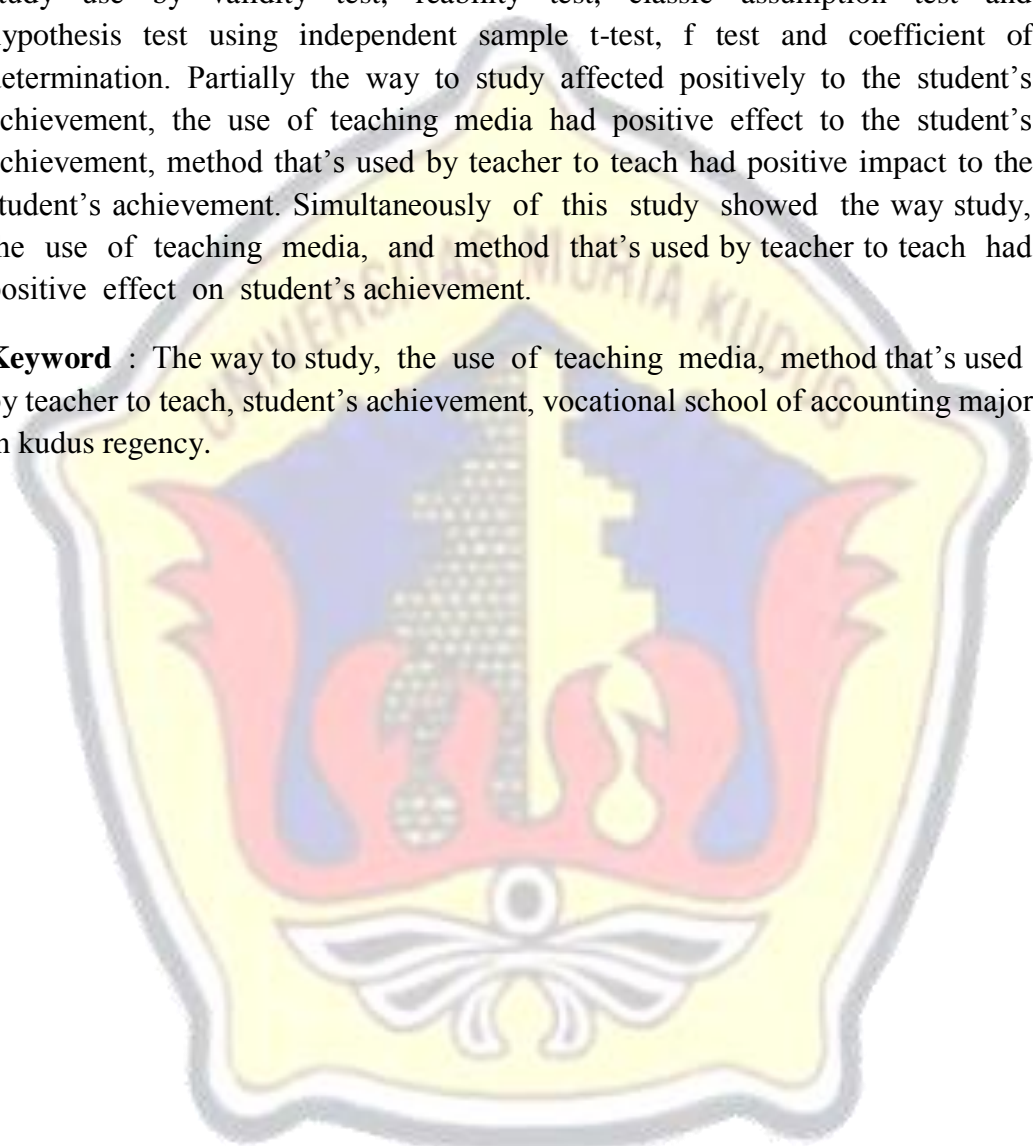 study use by validity test, reability test, classic assumption test and
hypothesis test using independent sample t-test, f test and coefficient of
determination. Partially the way to study affected positively to the student's
achievement, the use of teaching media had positive effect to the student's
achievement, method that's used by teacher to teach had positive impact to the
student's achievement. Simultaneously of this study showed the way study,
the use of teaching media, and method that's used by teacher to teach had
positive effect on student's achievement.
Keyword : The way to study, the use of teaching media, method that's used
by teacher to teach, student's achievement, vocational school of accounting major
in kudus regency.
UNIVERSITAS MURIA KUDUS